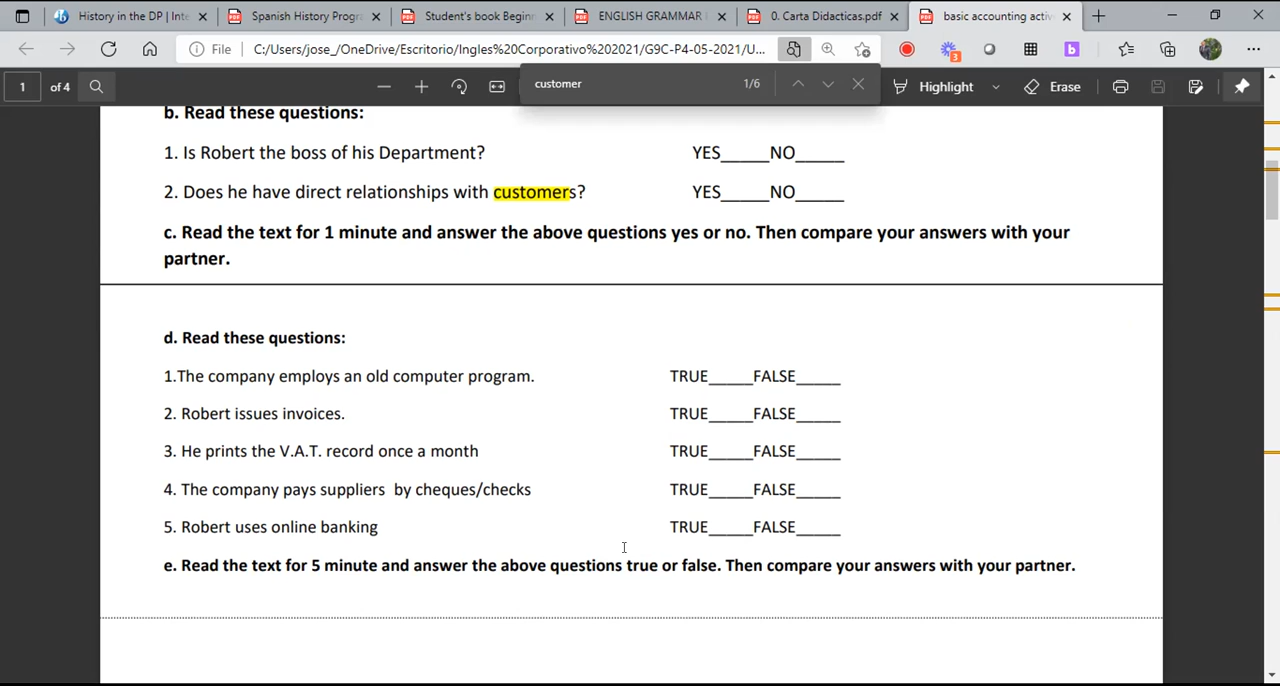 History in the DP | Inte
Spanish History Progr
Student's book Beginn
ENGLISH GRAMMAR
0. Carta Didacticas.pdf
basic accounting activ
File C:/Users/jose_/OneDrive/Escritorio/Ingles%20Corporativo%202021/G9C-P4-05-2021/U...
1 of 4
customer 1/6
Highlight
Erase
b. Read these questions:
1. Is Robert the boss of his Department? YES_____NO_____
2. Does he have direct relationships with customers? YES_____NO_____
c. Read the text for 1 minute and answer the above questions yes or no. Then compare your answers with your
partner.
d. Read these questions:
1.The company employs an old computer program. TRUE_____FALSE_____
2. Robert issues invoices. TRUE_____FALSE_____
3. He prints the V.A.T. record once a month TRUE_____FALSE_____
4. The company pays suppliers  by cheques/checks TRUE_____FALSE_____
5. Robert uses online banking TRUE_____FALSE_____
e. Read the text for 5 minute and answer the above questions true or false. Then compare your answers with your partner.